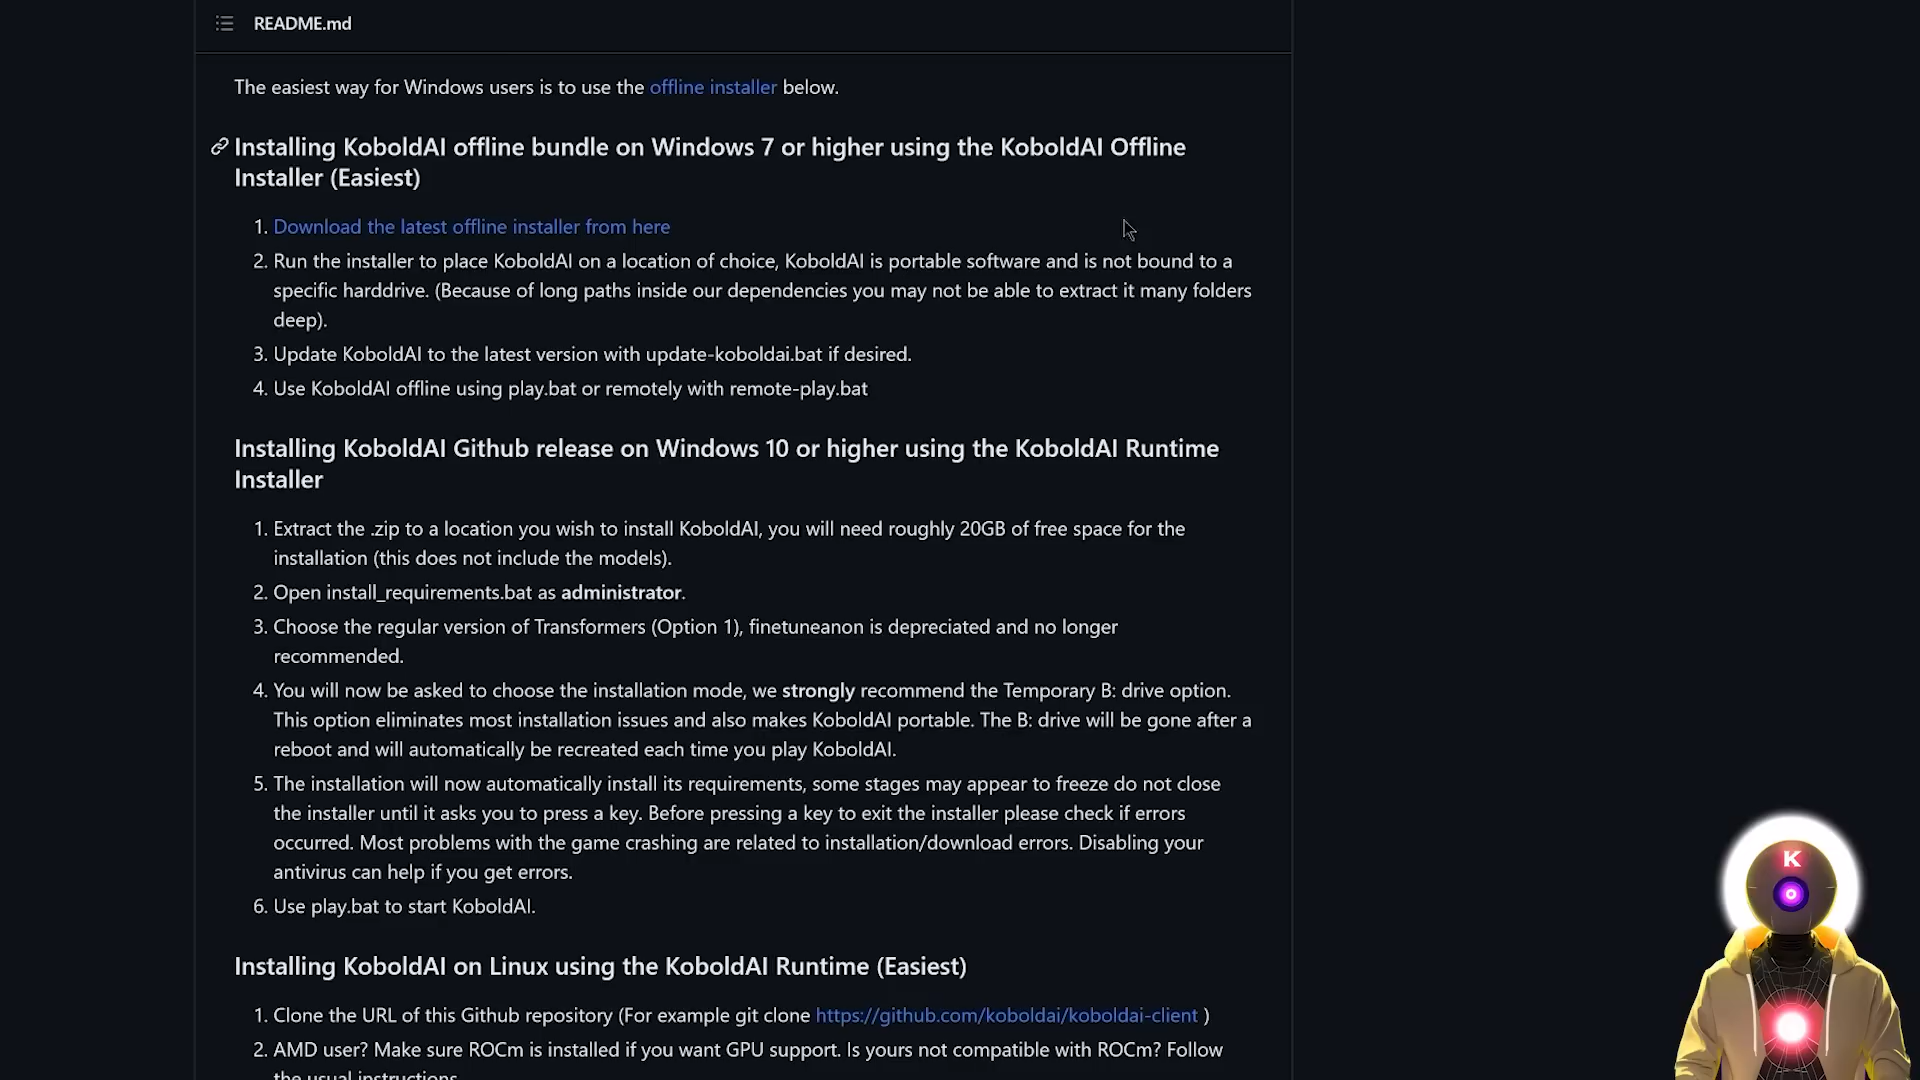 README.md
The easiest way for Windows users is to use the offline installer below.
Installing KoboldAI offline bundle on Windows 7 or higher using the KoboldAI Offline
Installer (Easiest)
1. Download the latest offline installer from here
2. Run the installer to place KoboldAI on a location of choice, KoboldAI is portable software and is not bound to a
specific harddrive. (Because of long paths inside our dependencies you may not be able to extract it many folders
deep).
3. Update KoboldAI to the latest version with update-koboldai.bat if desired.
4. Use KoboldAI offline using play.bat or remotely with remote-play.bat
Installing KoboldAI Github release on Windows 10 or higher using the KoboldAI Runtime
Installer
1. Extract the .zip to a location you wish to install KoboldAI, you will need roughly 20GB of free space for the
installation (this does not include the models).
2. Open install_requirements.bat as administrator.
3. Choose the regular version of Transformers (Option 1), finetuneanon is depreciated and no longer
recommended.
4. You will now be asked to choose the installation mode, we strongly recommend the Temporary B: drive option.
This option eliminates most installation issues and also makes KoboldAI portable. The B: drive will be gone after a
reboot and will automatically be recreated each time you play KoboldAI.
5. The installation will now automatically install its requirements, some stages may appear to freeze do not close
the installer until it asks you to press a key. Before pressing a key to exit the installer please check if errors
occurred. Most problems with the game crashing are related to installation/download errors. Disabling your
antivirus can help if you get errors.
6. Use play.bat to start KoboldAI.
Installing KoboldAI on Linux using the KoboldAI Runtime (Easiest)
1. Clone the URL of this Github repository (For example git clone https://github.com/koboldai/koboldai-client )
2. AMD user? Make sure ROCm is installed if you want GPU support. Is yours not compatible with ROCm? Follow
the usual instructions.
K